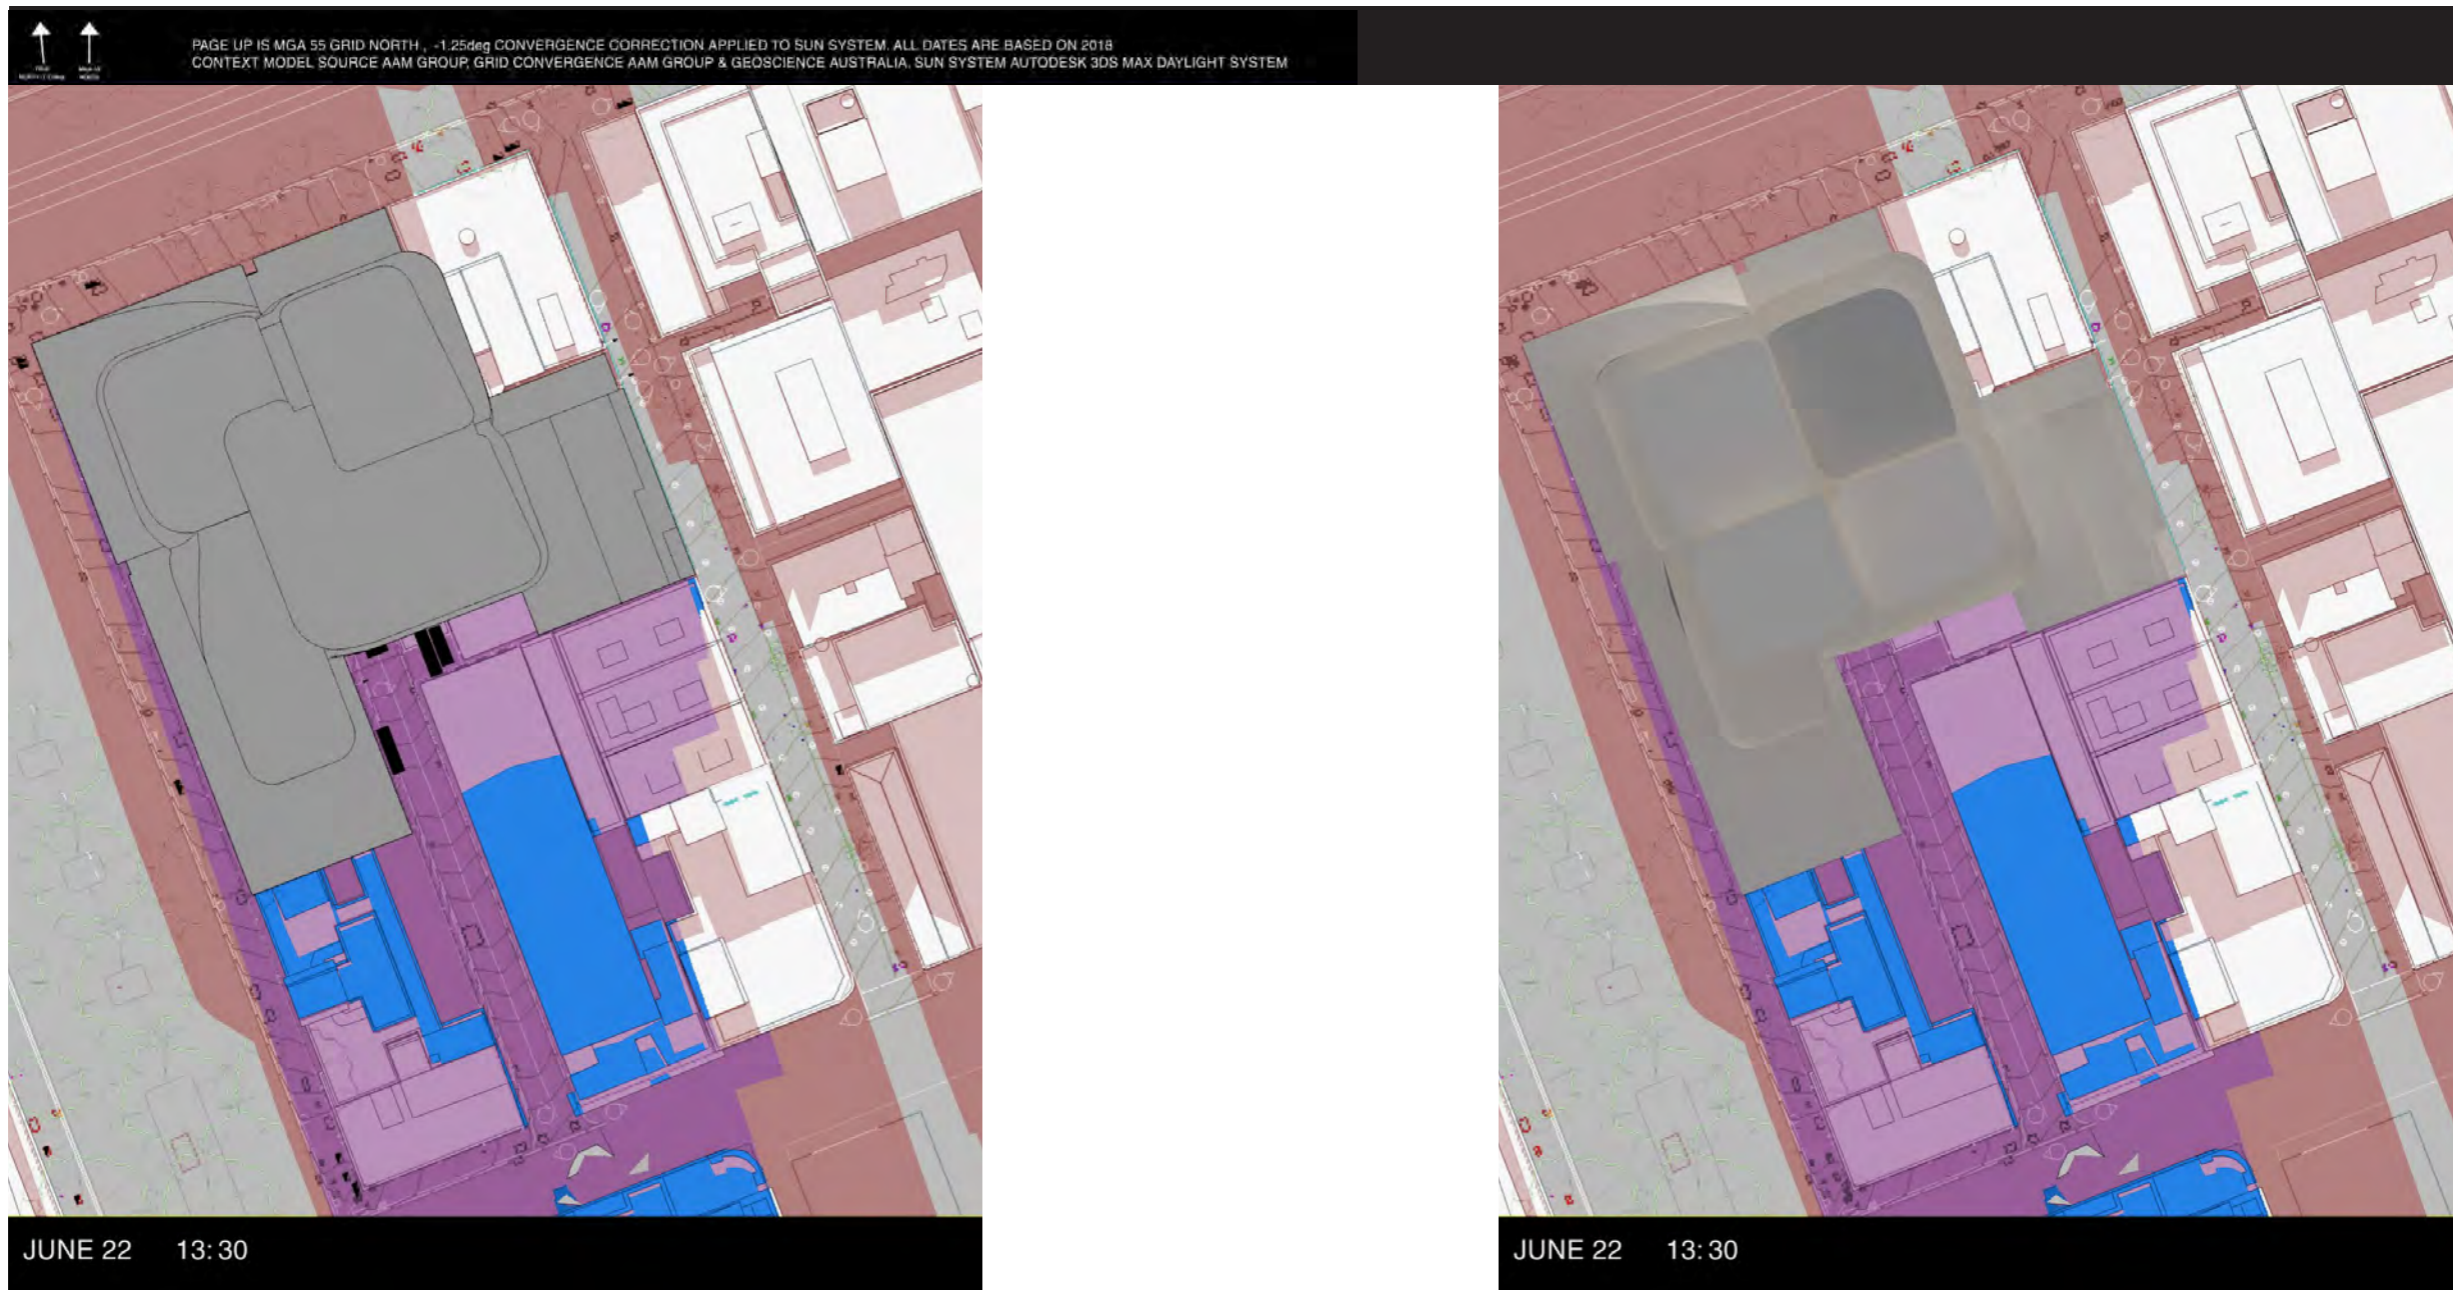 PAGE UP IS MGA 55 GRID NORTH , -1.25deg CONVERGENCE CORRECTION APPLIED TO SUN SYSTEM. ALL DATES ARE BASED ON 2018
CONTEXT MODEL SOURCE AAM GROUP, GRID CONVERGENCE AAM GROUP & GEOSCIENCE AUSTRALIA. SUN SYSTEM AUTODESK 3DS MAX DAYLIGHT SYSTEM
JUNE 22 13:30
JUNE 22 13:30